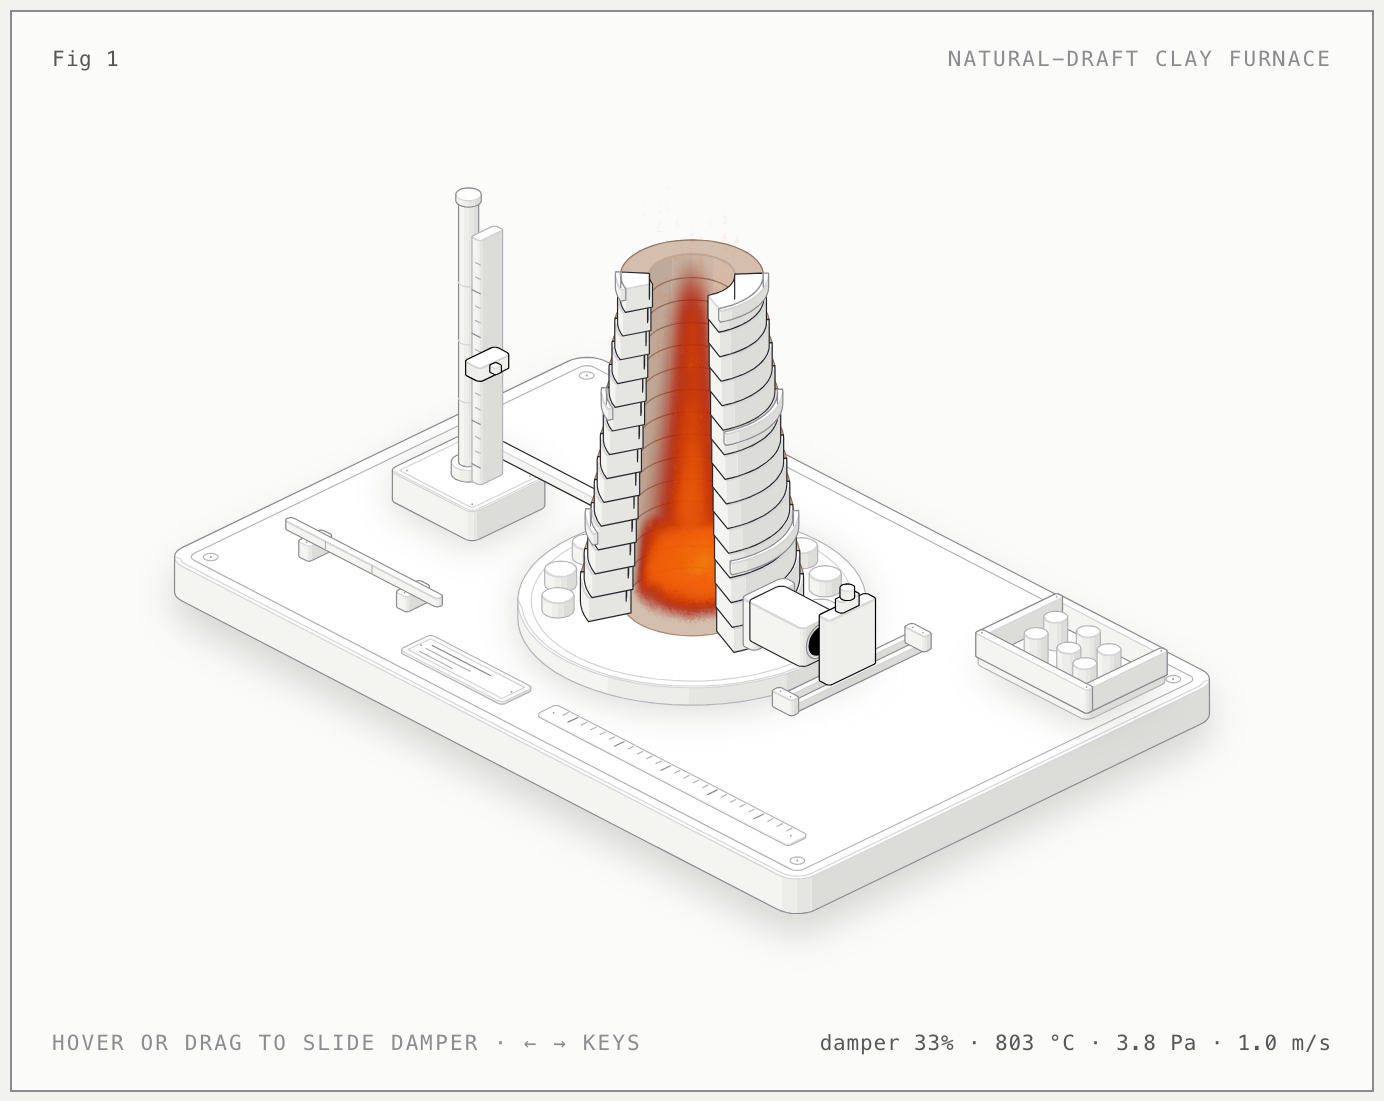 Fig 1
NATURAL–DRAFT CLAY FURNACE
HOVER OR DRAG TO SLIDE DAMPER · ← → KEYS
damper 33% · 803 °C · 3.8 Pa · 1.0 m/s